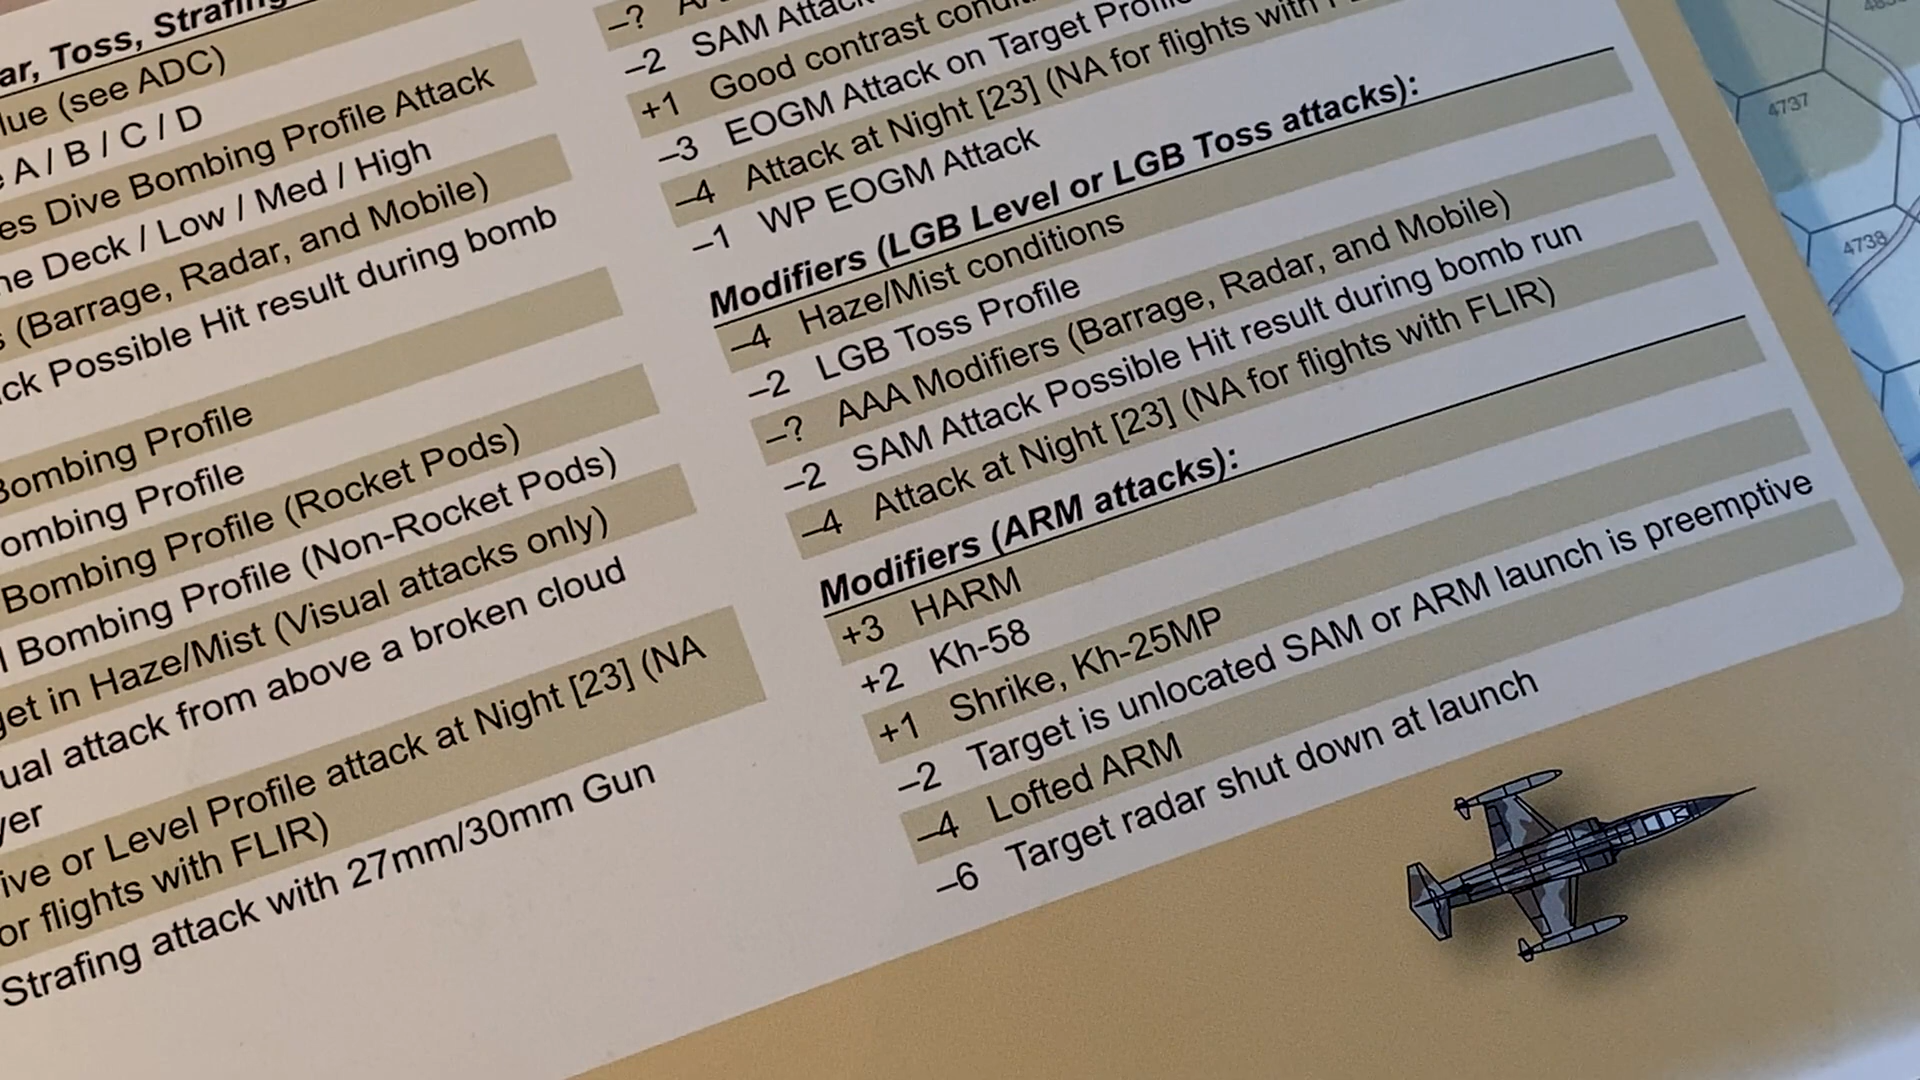 ar, Toss, Strafing
lue (see ADC)
A / B / C / D
es Dive Bombing Profile Attack
ne Deck / Low / Med / High
(Barrage, Radar, and Mobile)
ck Possible Hit result during bomb
Bombing Profile
ombing Profile
Bombing Profile (Rocket Pods)
l Bombing Profile (Non-Rocket Pods)
get in Haze/Mist (Visual attacks only)
ual attack from above a broken cloud
yer
ive or Level Profile attack at Night [23] (NA
or flights with FLIR)
Strafing attack with 27mm/30mm Gun
–?
–2 SAM Attack
+1 Good contrast condi
–3 EOGM Attack on Target Profile
–4 Attack at Night [23] (NA for flights with
–1 WP EOGM Attack
Modifiers (LGB Level or LGB Toss attacks):
–4 Haze/Mist conditions
–2 LGB Toss Profile
–? AAA Modifiers (Barrage, Radar, and Mobile)
–2 SAM Attack Possible Hit result during bomb run
–4 Attack at Night [23] (NA for flights with FLIR)
Modifiers (ARM attacks):
+3 HARM
+2 Kh-58
+1 Shrike, Kh-25MP
–2 Target is unlocated SAM or ARM launch is preemptive
–4 Lofted ARM
–6 Target radar shut down at launch
4737
4738